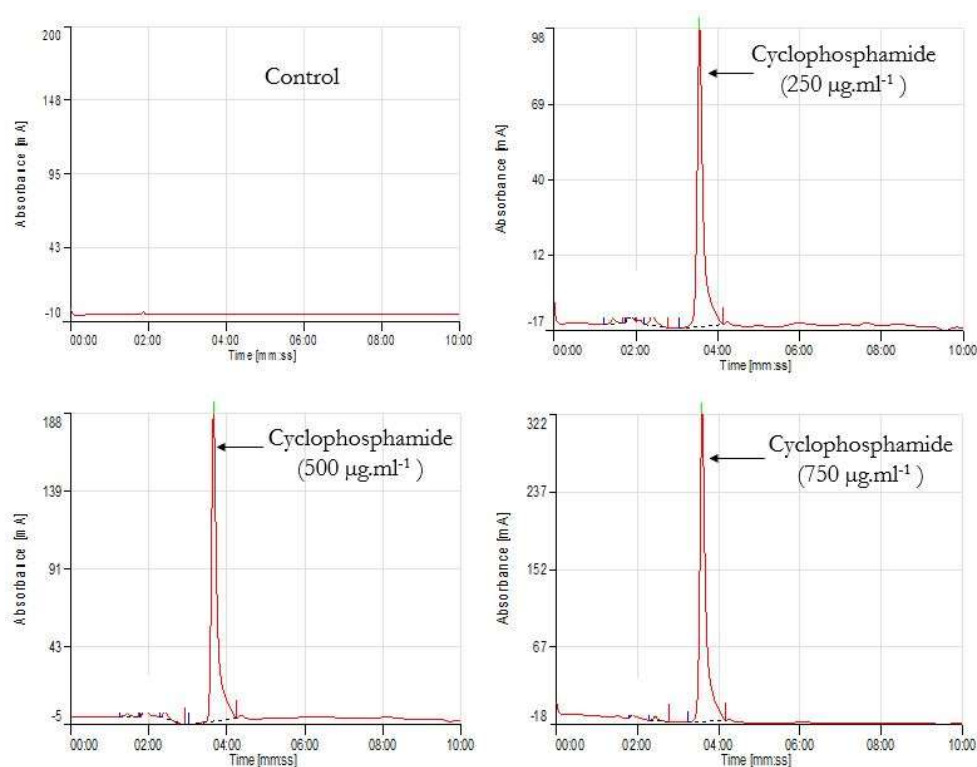 200
148
95
43
-10
Absorbance [mA]
Control
00:00 02:00 04:00 06:00 08:00 10:00
Time [mm:ss]
98
69
40
12
-17
Absorbance [mA]
Cyclophosphamide
(250 µg.ml⁻¹ )
00:00 02:00 04:00 06:00 08:00 10:00
Time [mm:ss]
188
139
91
43
-5
Absorbance [mA]
Cyclophosphamide
(500 µg.ml⁻¹ )
00:00 02:00 04:00 06:00 08:00 10:00
Time [mm:ss]
322
237
152
67
-18
Absorbance [mA]
Cyclophosphamide
(750 µg.ml⁻¹ )
00:00 02:00 04:00 06:00 08:00 10:00
Time [mm:ss]